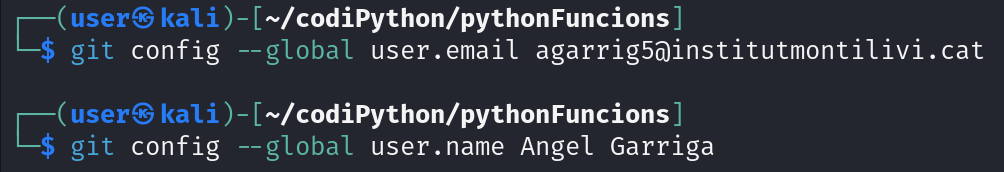 ┌──(user㉿kali)-[~/codiPython/pythonFuncions]
└─$ git config --global user.email agarrig5@institutmontilivi.cat
┌──(user㉿kali)-[~/codiPython/pythonFuncions]
└─$ git config --global user.name Angel Garriga